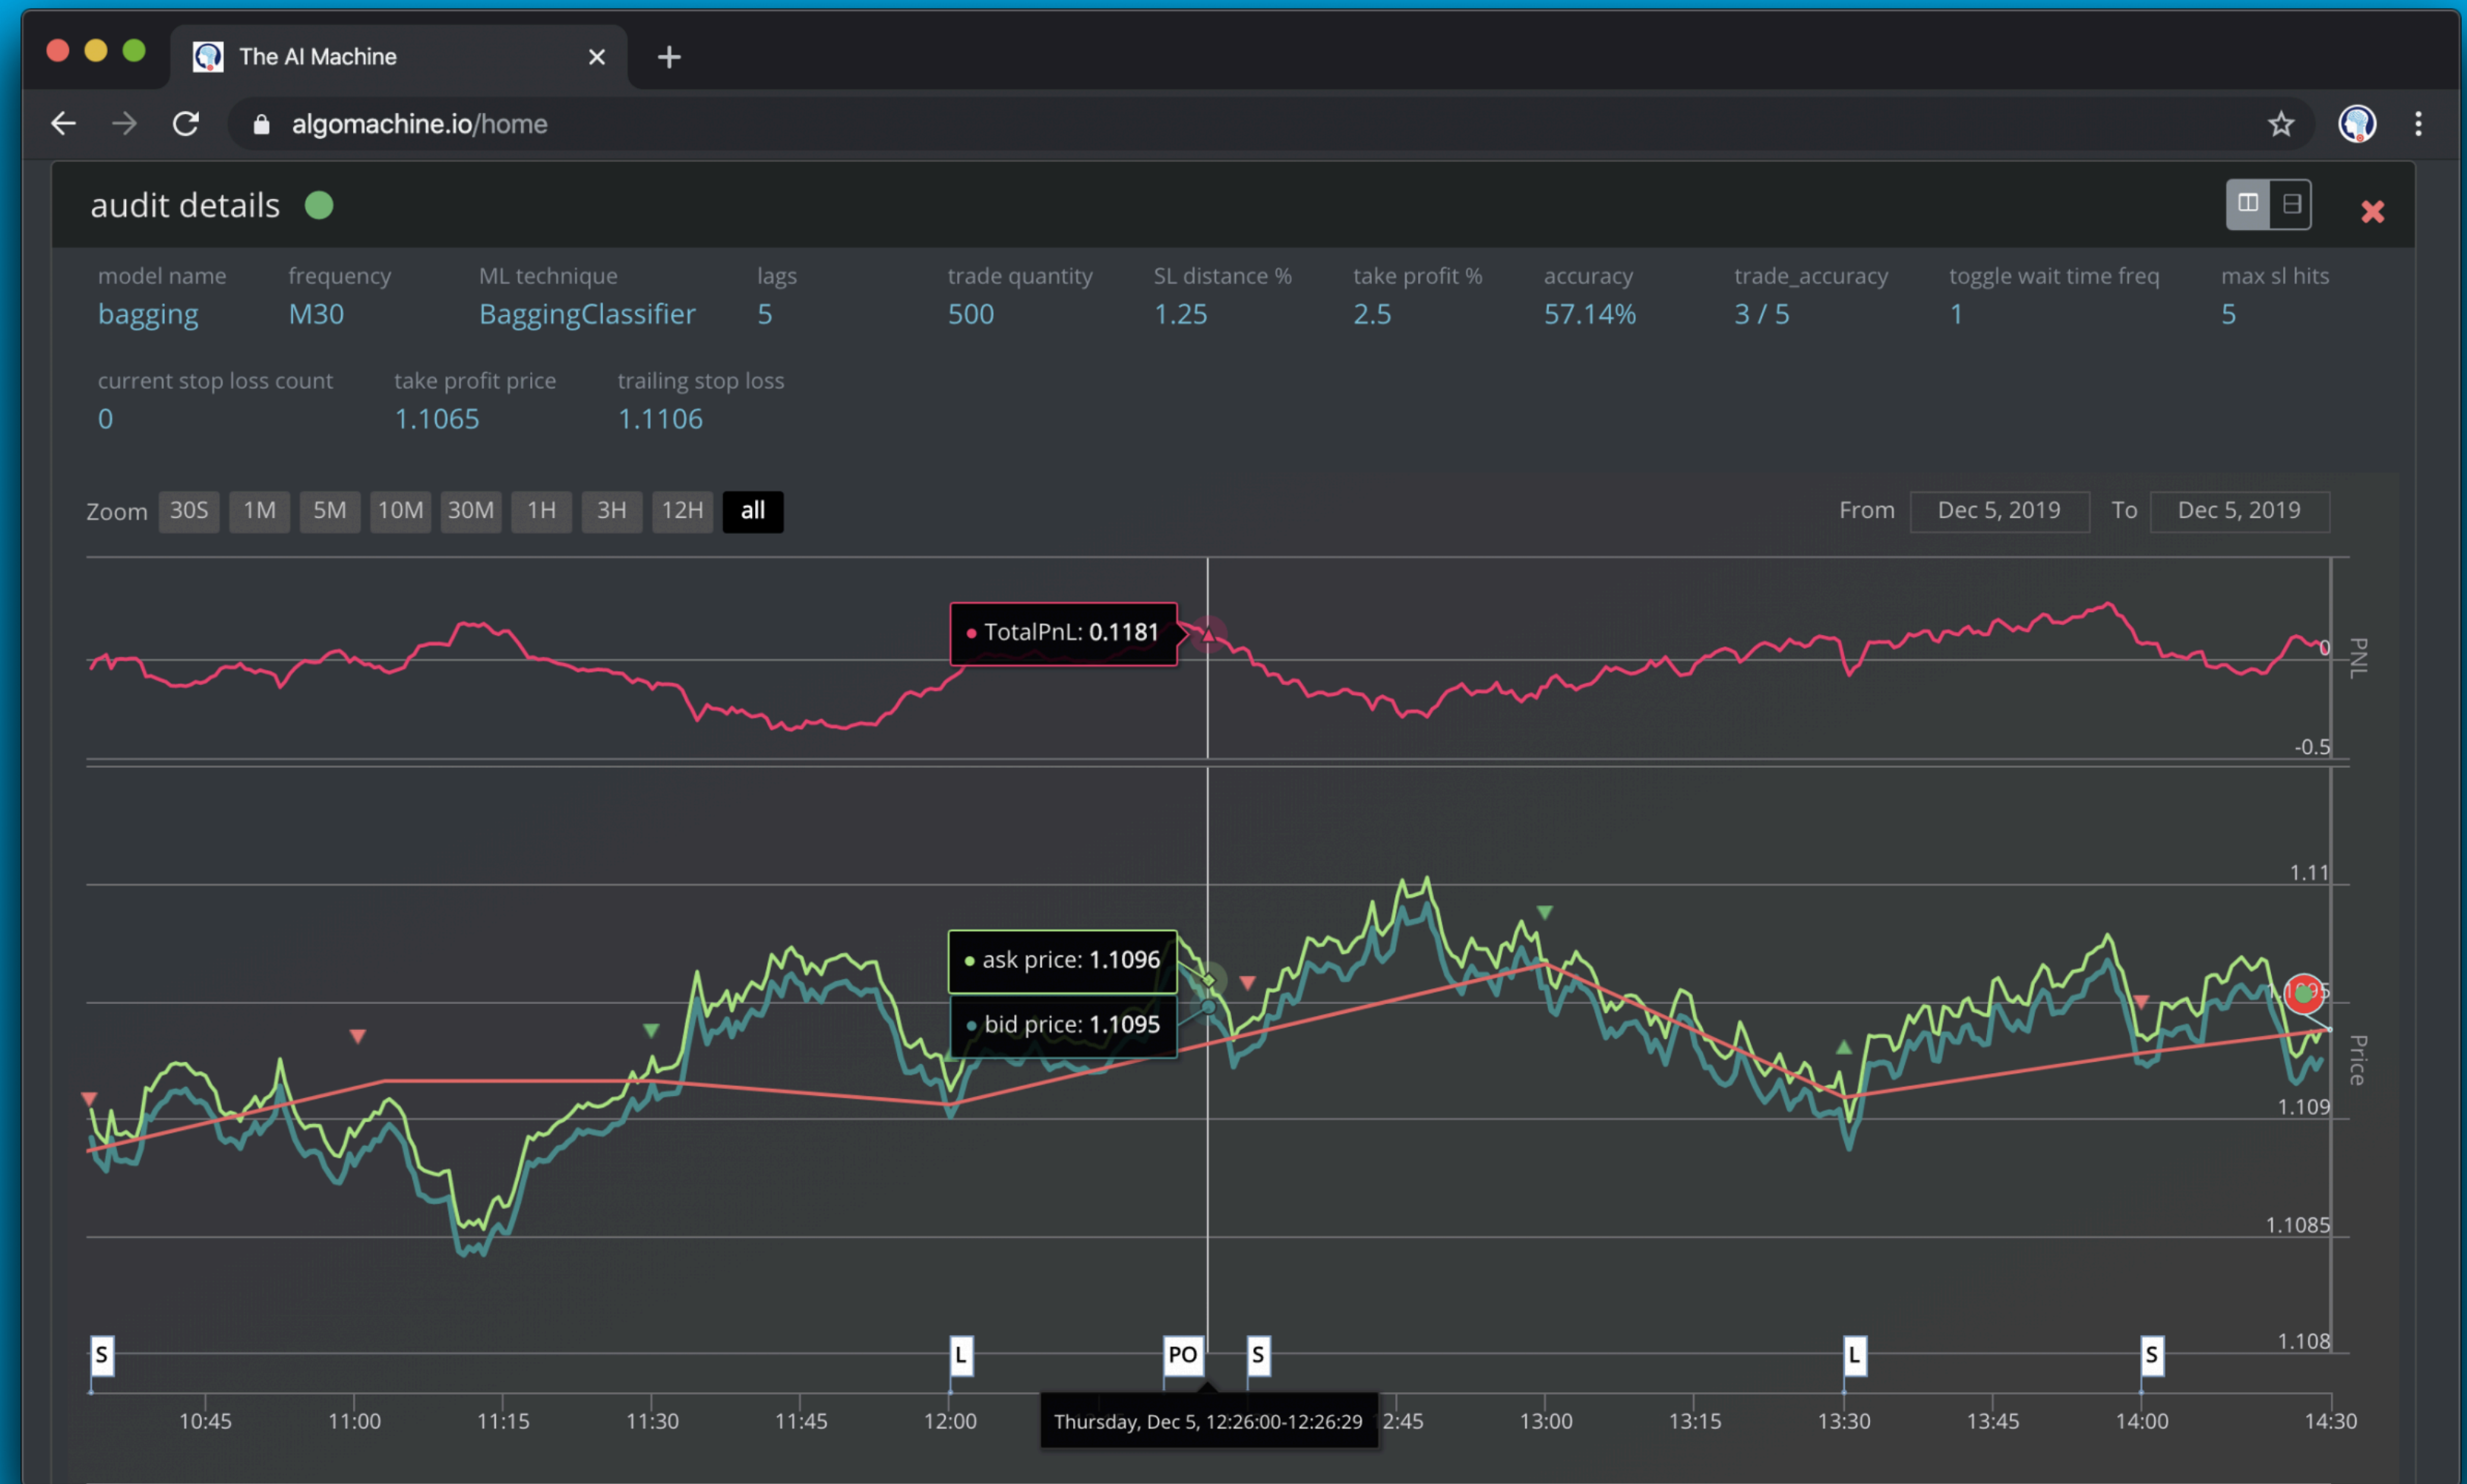 The AI Machine
algomachine.io/home
audit details
model name frequency ML technique lags trade quantity SL distance % take profit % accuracy trade_accuracy toggle wait time freq max sl hits
bagging M30 BaggingClassifier 5 500 1.25 2.5 57.14% 3 / 5 1 5
current stop loss count take profit price trailing stop loss
0 1.1065 1.1106
Zoom 30S 1M 5M 10M 30M 1H 3H 12H all From Dec 5, 2019 To Dec 5, 2019
TotalPnL: 0.1181
0
PNL
-0.5
1.11
ask price: 1.1096
bid price: 1.1095
Price
1.109
1.1085
1.108
S L PO S L S
10:45 11:00 11:15 11:30 11:45 12:00 Thursday, Dec 5, 12:26:00-12:26:29 2:45 13:00 13:15 13:30 13:45 14:00 14:30